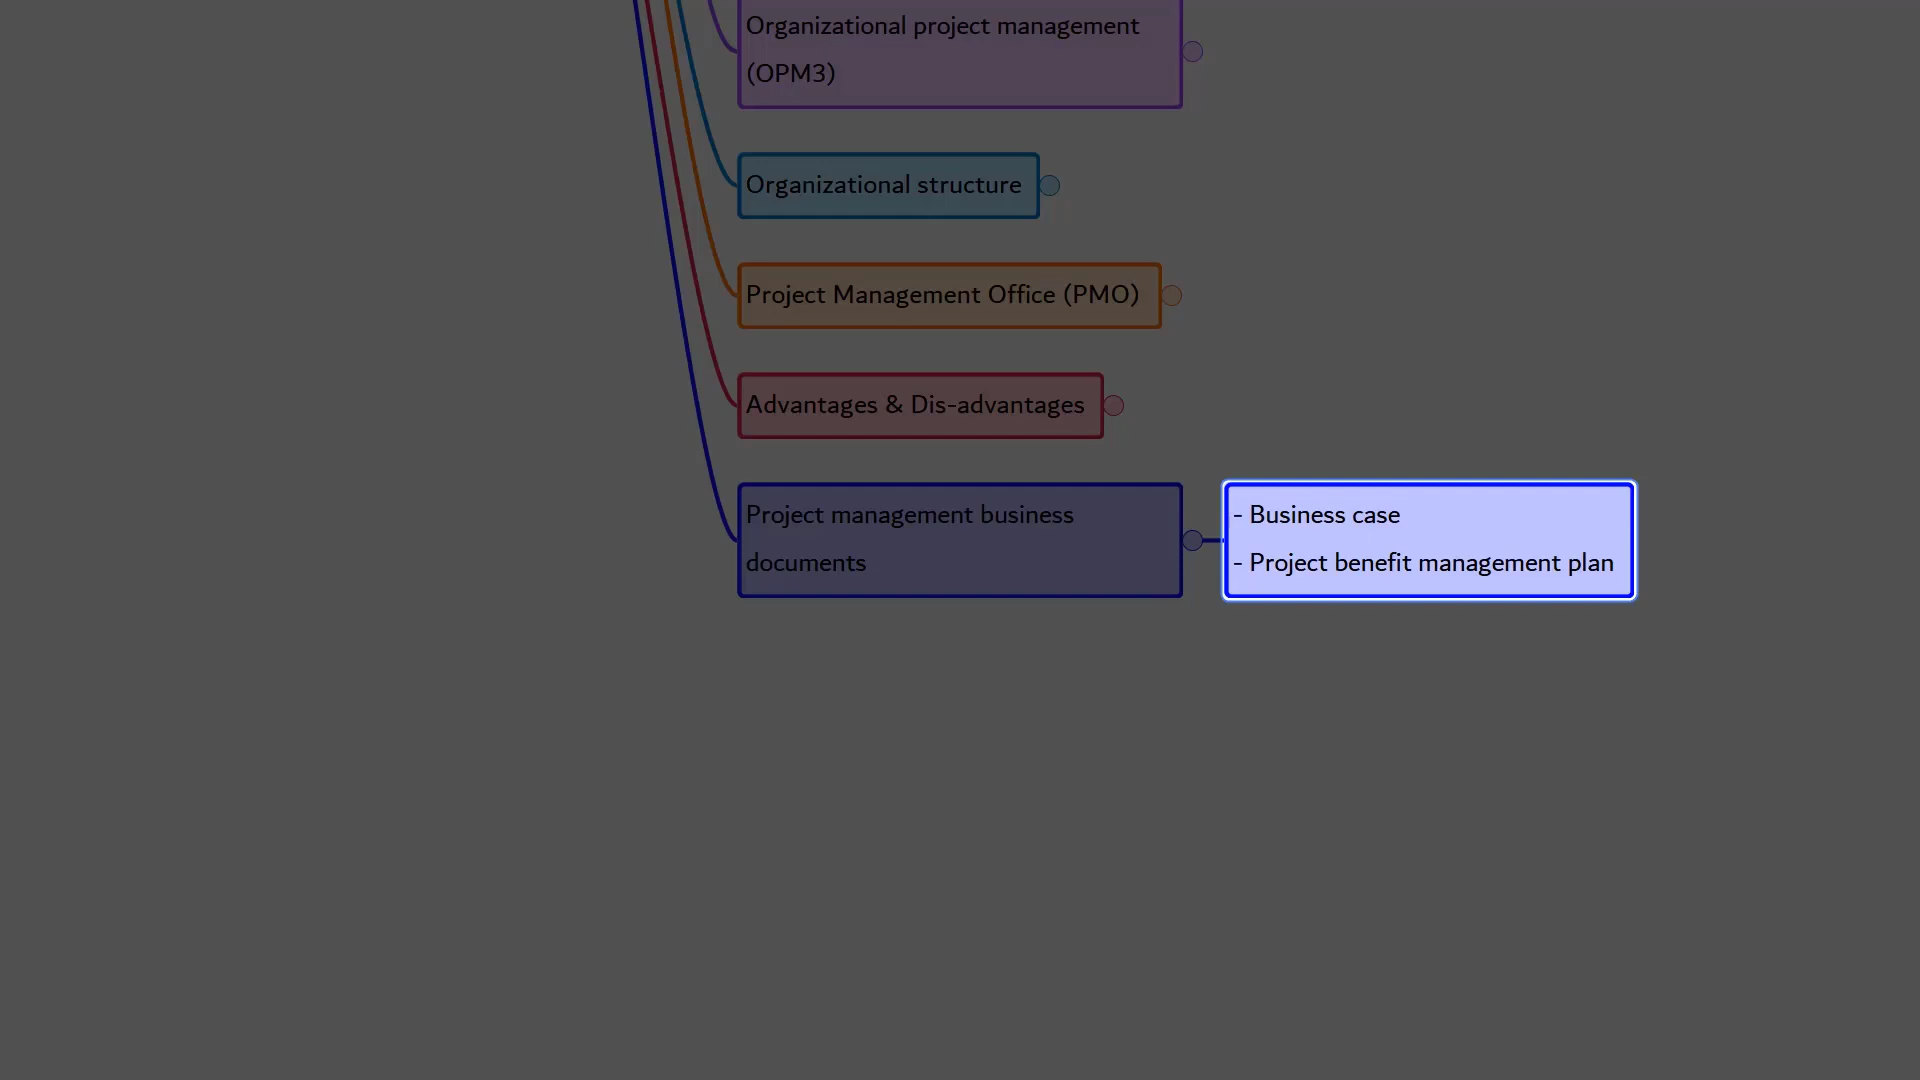 Organizational project management
(OPM3)
Organizational structure
Project Management Office (PMO)
Advantages & Dis-advantages
Project management business
documents
- Business case
- Project benefit management plan